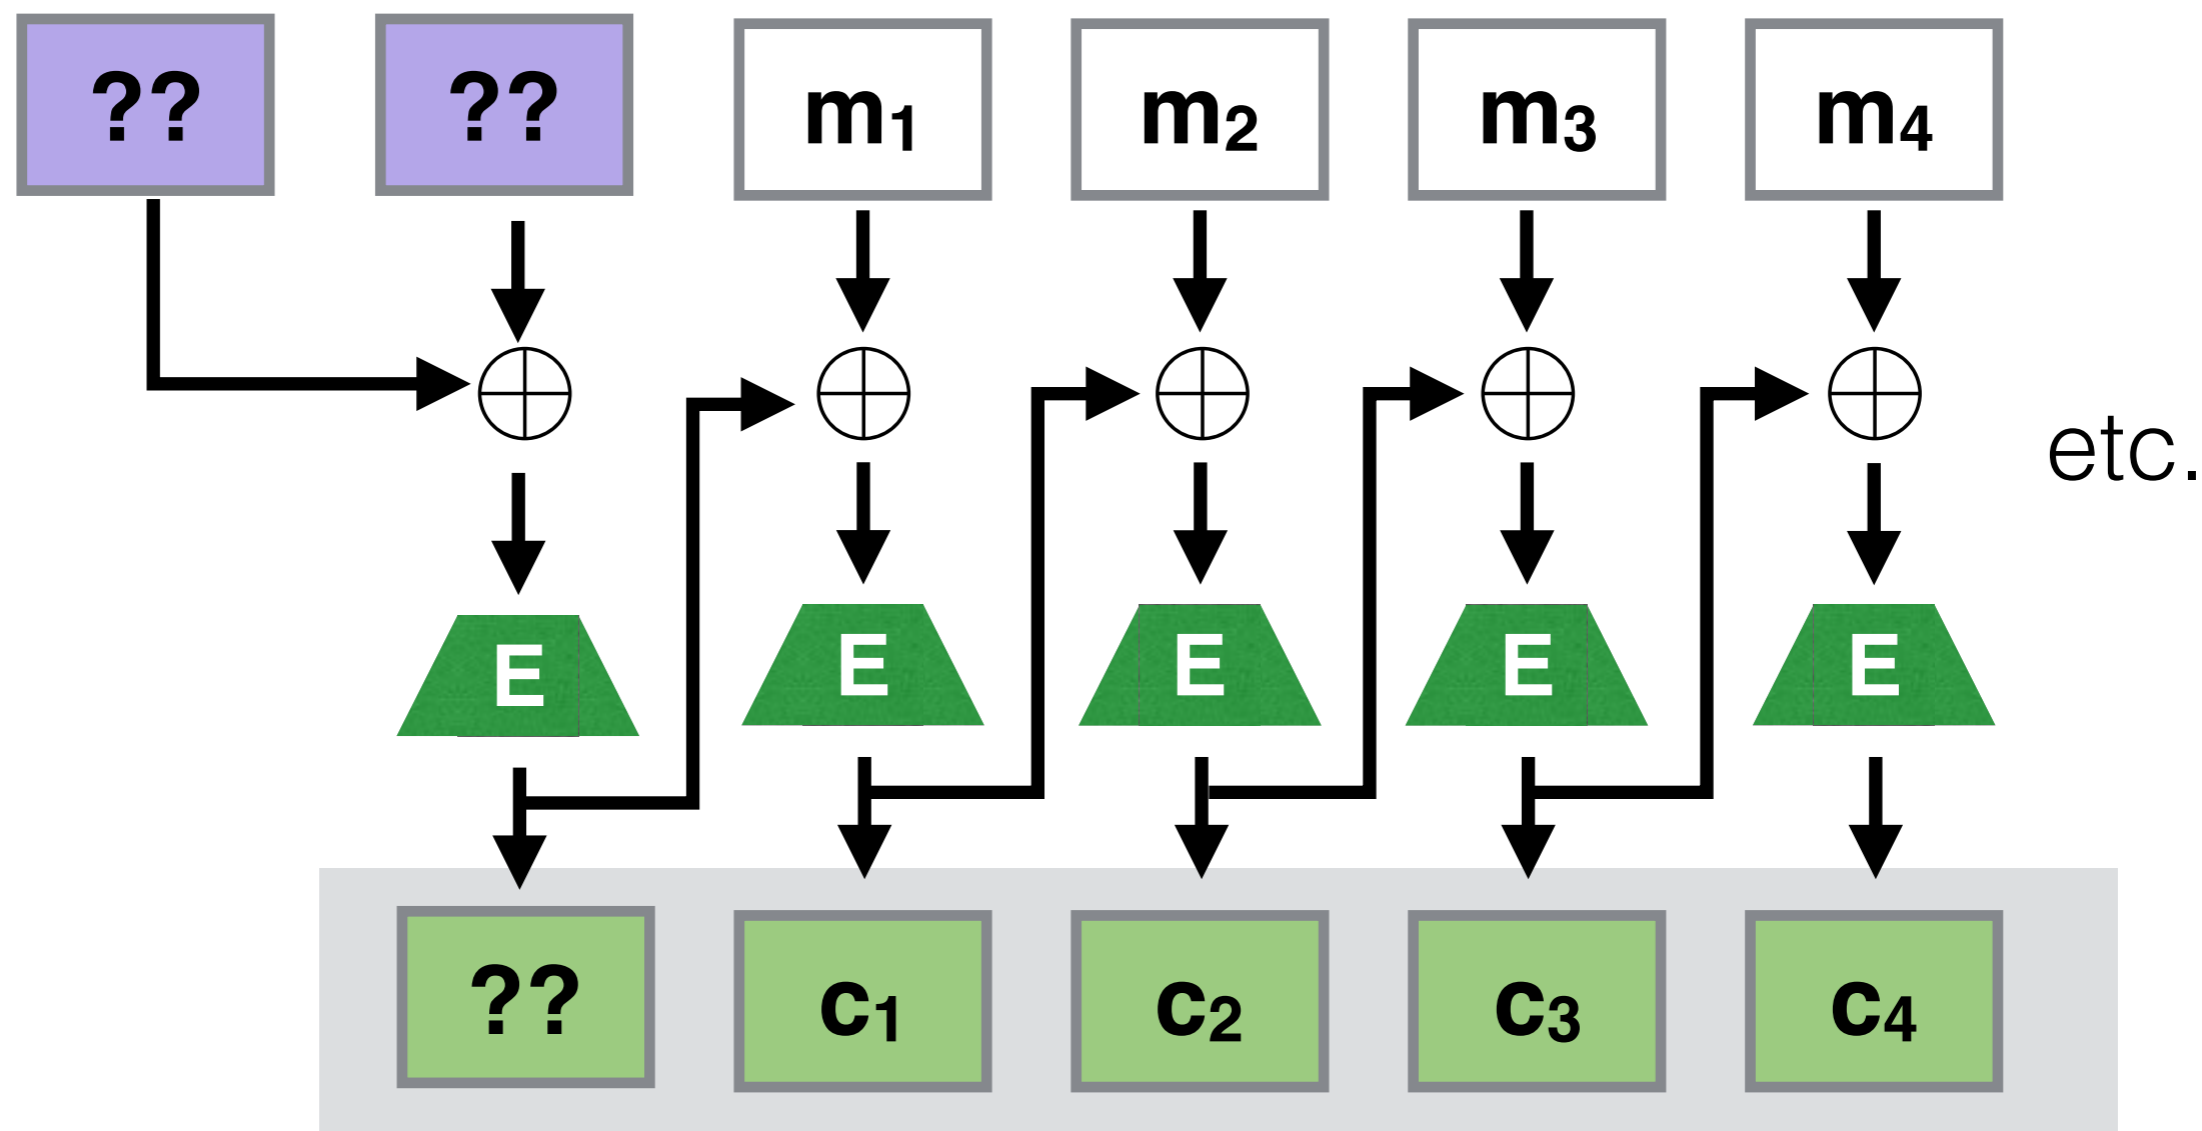 ?? ?? m₁ m₂ m₃ m₄
etc.
E E E E E
?? c₁ c₂ c₃ c₄